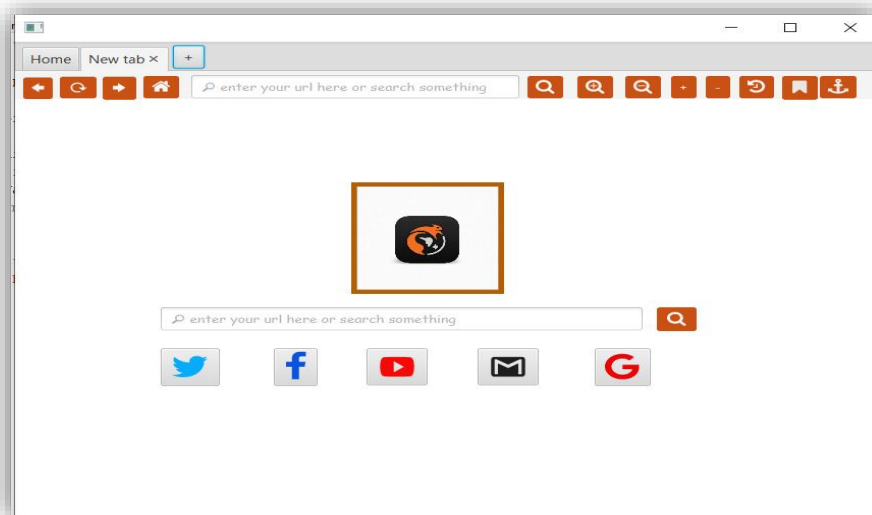 Home New tab × +
enter your url here or search something + -
enter your url here or search something